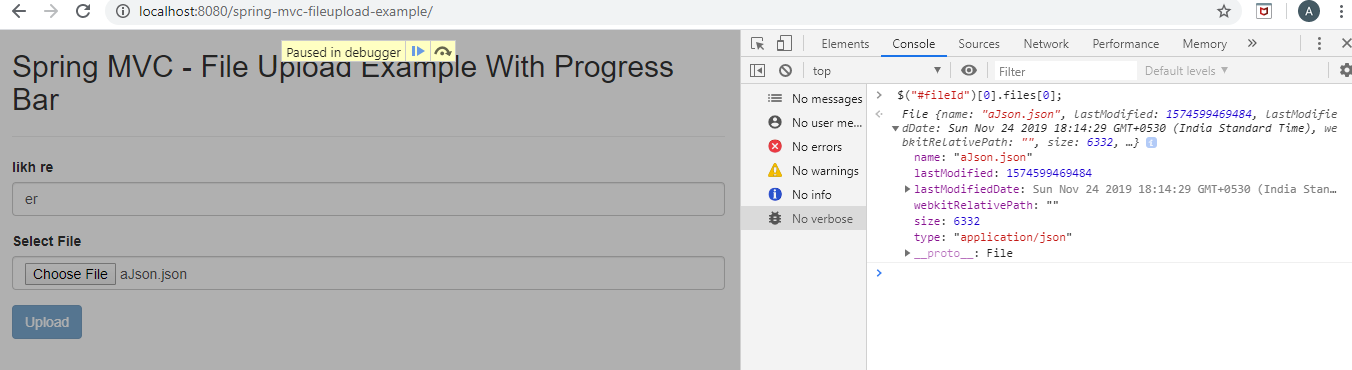 localhost:8080/spring-mvc-fileupload-example/
A
Paused in debugger
Spring MVC - File Upload Example With Progress
Bar
likh re
er
Select File
Choose File aJson.json
Upload
Elements Console Sources Network Performance Memory »
top Filter Default levels ▼
No messages
No user me...
No errors
No warnings
No info
No verbose
> $("#fileId")[0].files[0];
File {name: "aJson.json", lastModified: 1574599469484, lastModifie
dDate: Sun Nov 24 2019 18:14:29 GMT+0530 (India Standard Time), we
bkitRelativePath: "", size: 6332, …}
name: "aJson.json"
lastModified: 1574599469484
lastModifiedDate: Sun Nov 24 2019 18:14:29 GMT+0530 (India Stan…
webkitRelativePath: ""
size: 6332
type: "application/json"
__proto__: File
>